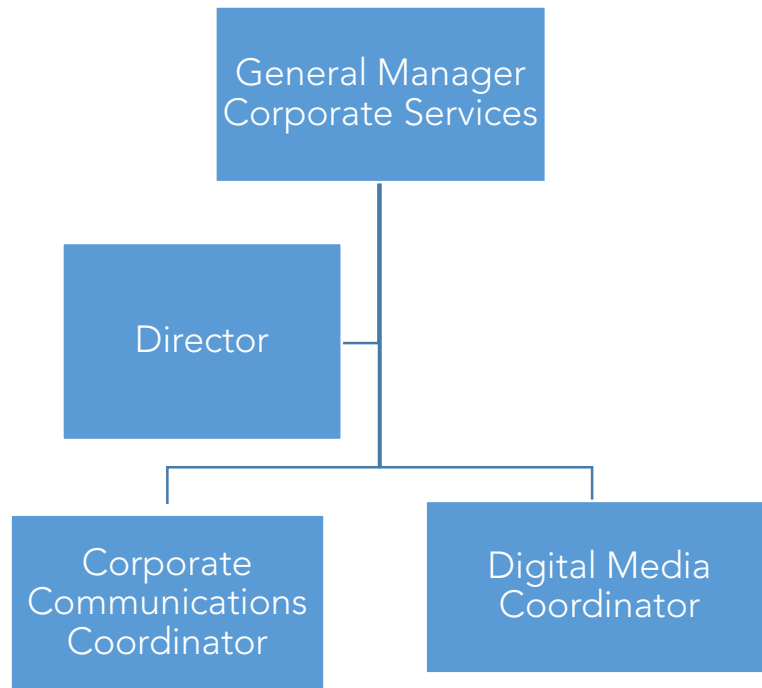 General Manager
Corporate Services
Director
Corporate
Communications
Coordinator
Digital Media
Coordinator